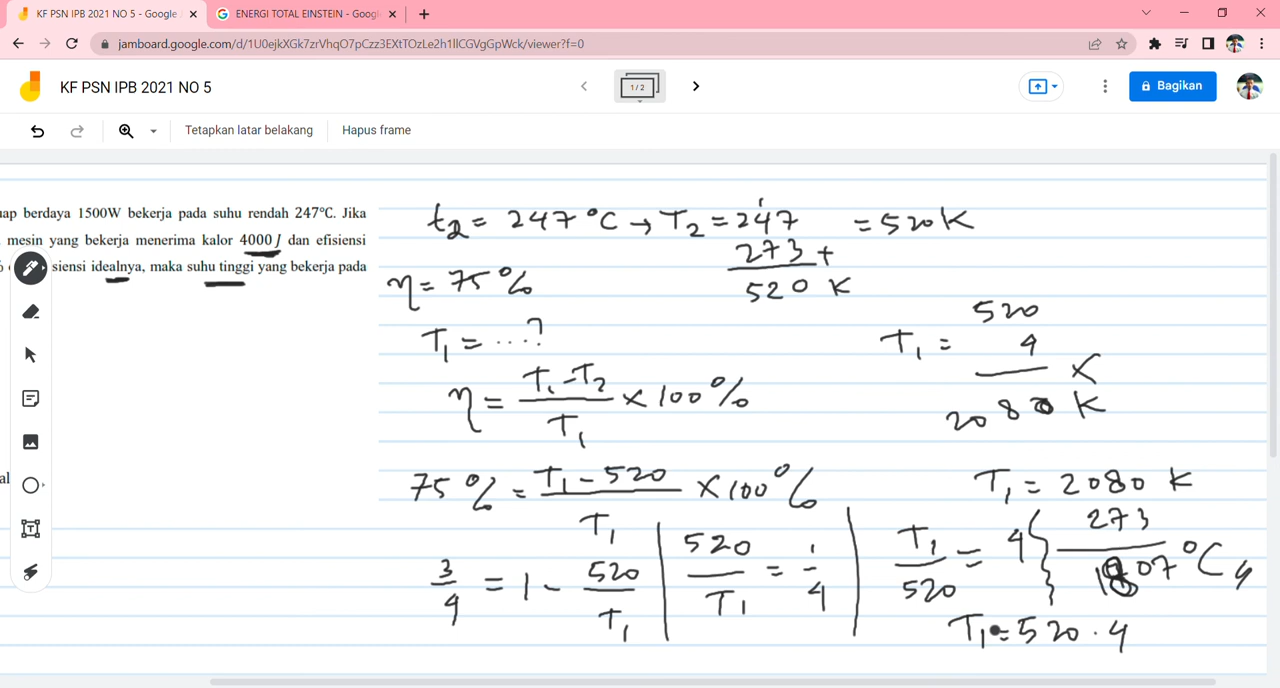 KF PSN IPB 2021 NO 5 - Google
ENERGI TOTAL EINSTEIN - Googl
jamboard.google.com/d/1U0ejkXGk7zrVhqO7pCzz3EXtTOzLe2h1llCGVgGpWck/viewer?f=0
KF PSN IPB 2021 NO 5
1 / 2
Bagikan
Tetapkan latar belakang
Hapus frame
uap berdaya 1500W bekerja pada suhu rendah 247°C. Jika
mesin yang bekerja menerima kalor 4000 J dan efisiensi
siensi idealnya, maka suhu tinggi yang bekerja pada
al
t₂ = 247 °C → T₂ = 247 = 520 K
273 +
520 K
η = 75 %
T₁ = ...?
η = T₁ - T₂ / T₁ × 100 %
75 % = T₁ - 520 / T₁ × 100 %
3/4 = 1 - 520/T₁
520/T₁ = 1/4
T₁/520 = 4
T₁ = 520 . 4
T₁ = 520
4
×
2080 K
T₁ = 2080 K
273
1807 °C